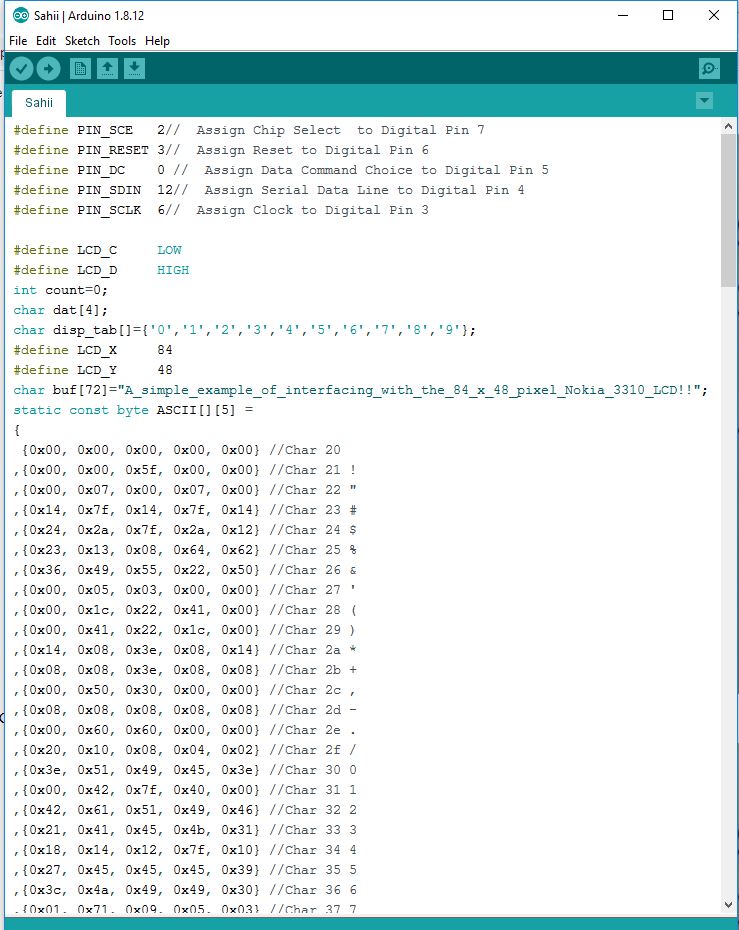 Sahii | Arduino 1.8.12
File Edit Sketch Tools Help
Sahii
#define PIN_SCE   2//  Assign Chip Select  to Digital Pin 7
#define PIN_RESET 3//  Assign Reset to Digital Pin 6
#define PIN_DC    0 //  Assign Data Command Choice to Digital Pin 5
#define PIN_SDIN  12//  Assign Serial Data Line to Digital Pin 4
#define PIN_SCLK  6//  Assign Clock to Digital Pin 3
#define LCD_C     LOW
#define LCD_D     HIGH
int count=0;
char dat[4];
char disp_tab[]={'0','1','2','3','4','5','6','7','8','9'};
#define LCD_X     84
#define LCD_Y     48
char buf[72]="A_simple_example_of_interfacing_with_the_84_x_48_pixel_Nokia_3310_LCD!!";
static const byte ASCII[][5] =
{
 {0x00, 0x00, 0x00, 0x00, 0x00} //Char 20
,{0x00, 0x00, 0x5f, 0x00, 0x00} //Char 21 !
,{0x00, 0x07, 0x00, 0x07, 0x00} //Char 22 "
,{0x14, 0x7f, 0x14, 0x7f, 0x14} //Char 23 #
,{0x24, 0x2a, 0x7f, 0x2a, 0x12} //Char 24 $
,{0x23, 0x13, 0x08, 0x64, 0x62} //Char 25 %
,{0x36, 0x49, 0x55, 0x22, 0x50} //Char 26 &
,{0x00, 0x05, 0x03, 0x00, 0x00} //Char 27 '
,{0x00, 0x1c, 0x22, 0x41, 0x00} //Char 28 (
,{0x00, 0x41, 0x22, 0x1c, 0x00} //Char 29 )
,{0x14, 0x08, 0x3e, 0x08, 0x14} //Char 2a *
,{0x08, 0x08, 0x3e, 0x08, 0x08} //Char 2b +
,{0x00, 0x50, 0x30, 0x00, 0x00} //Char 2c ,
,{0x08, 0x08, 0x08, 0x08, 0x08} //Char 2d -
,{0x00, 0x60, 0x60, 0x00, 0x00} //Char 2e .
,{0x20, 0x10, 0x08, 0x04, 0x02} //Char 2f /
,{0x3e, 0x51, 0x49, 0x45, 0x3e} //Char 30 0
,{0x00, 0x42, 0x7f, 0x40, 0x00} //Char 31 1
,{0x42, 0x61, 0x51, 0x49, 0x46} //Char 32 2
,{0x21, 0x41, 0x45, 0x4b, 0x31} //Char 33 3
,{0x18, 0x14, 0x12, 0x7f, 0x10} //Char 34 4
,{0x27, 0x45, 0x45, 0x45, 0x39} //Char 35 5
,{0x3c, 0x4a, 0x49, 0x49, 0x30} //Char 36 6
,{0x01, 0x71, 0x09, 0x05, 0x03} //Char 37 7